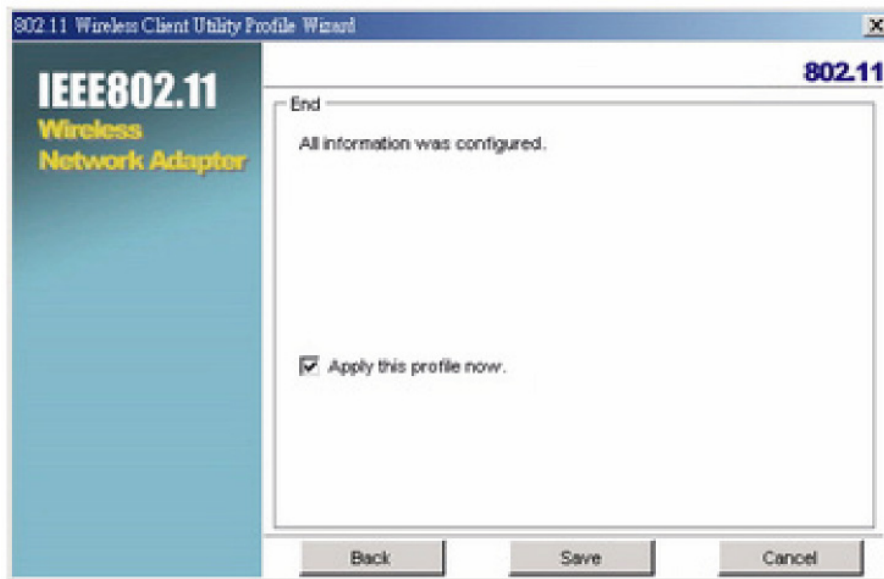 802.11 Wireless Client Utility Profile Wizard
IEEE802.11
Wireless
Network Adapter
802.11
End
All information was configured.
Apply this profile now.
Back
Save
Cancel